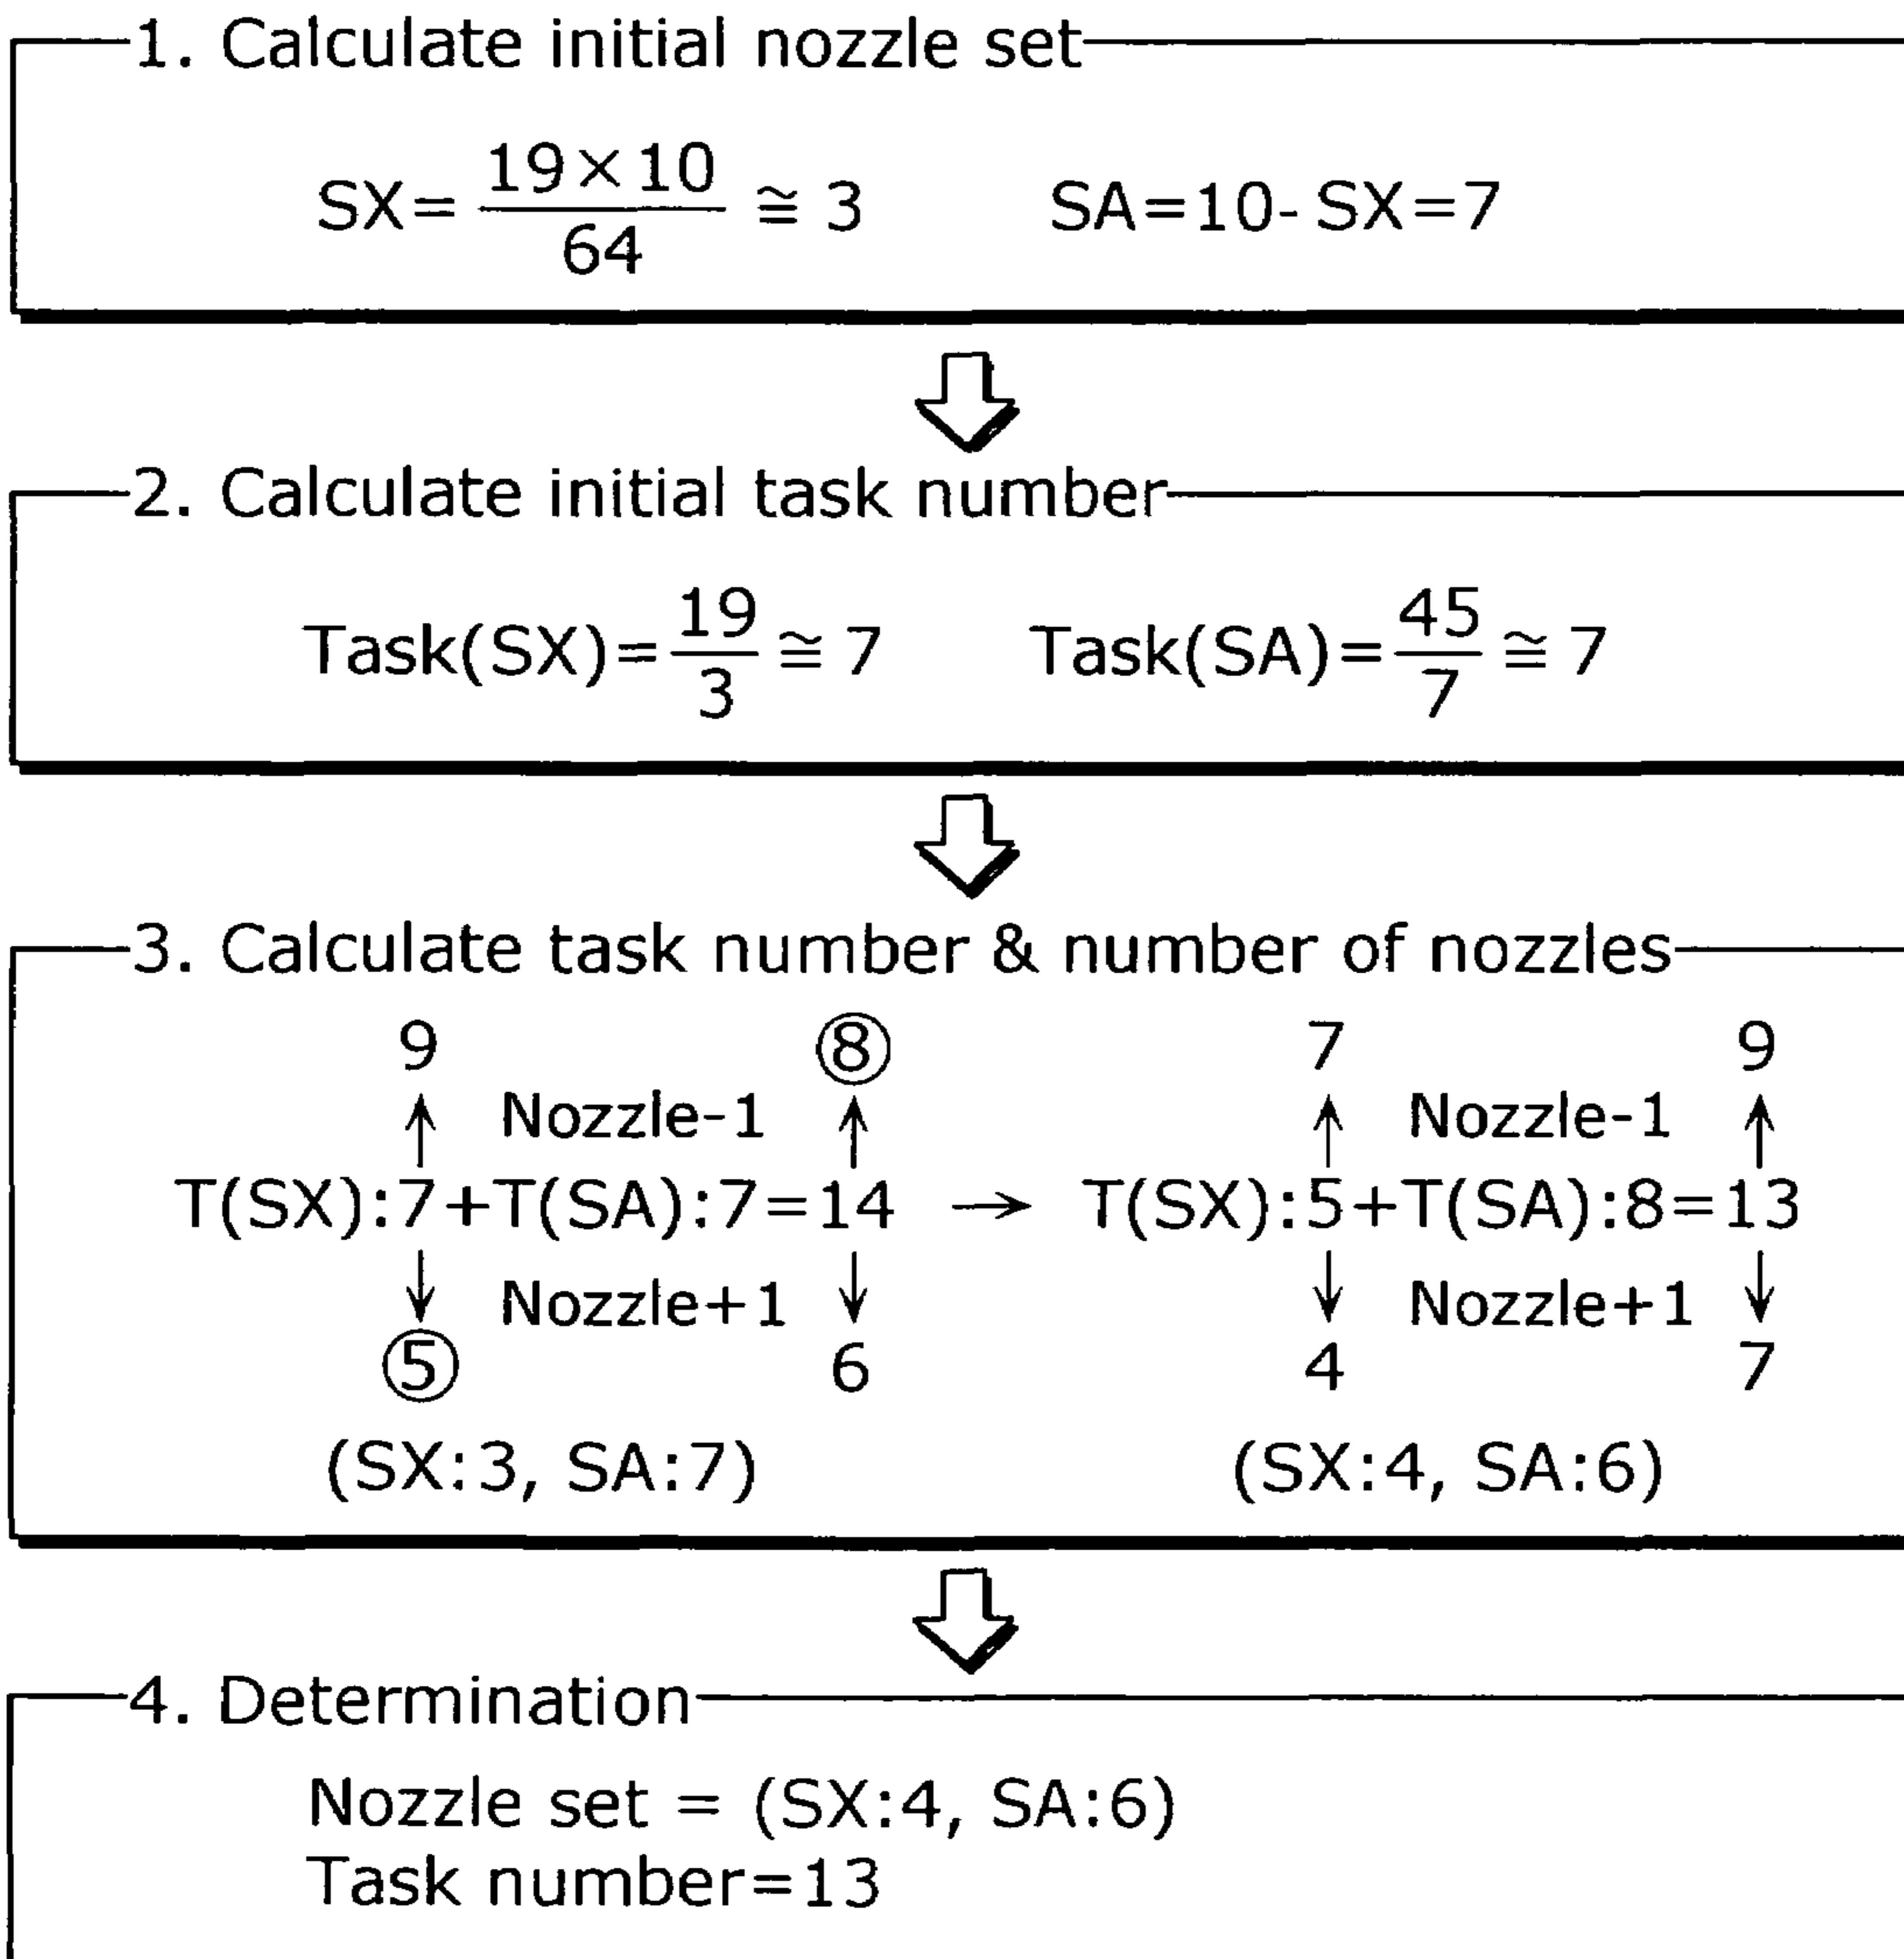 1. Calculate initial nozzle set
SX= 19×10 / 64 ≅ 3 SA=10- SX=7
2. Calculate initial task number
Task(SX)= 19 / 3 ≅ 7 Task(SA)= 45 / 7 ≅ 7
3. Calculate task number & number of nozzles
9 ⑧ 7 9
↑ Nozzle-1 ↑ ↑ Nozzle-1 ↑
T(SX):7+T(SA):7=14 → T(SX):5+T(SA):8=13
↓ Nozzle+1 ↓ ↓ Nozzle+1 ↓
⑤ 6 4 7
(SX:3, SA:7) (SX:4, SA:6)
4. Determination
Nozzle set = (SX:4, SA:6)
Task number=13